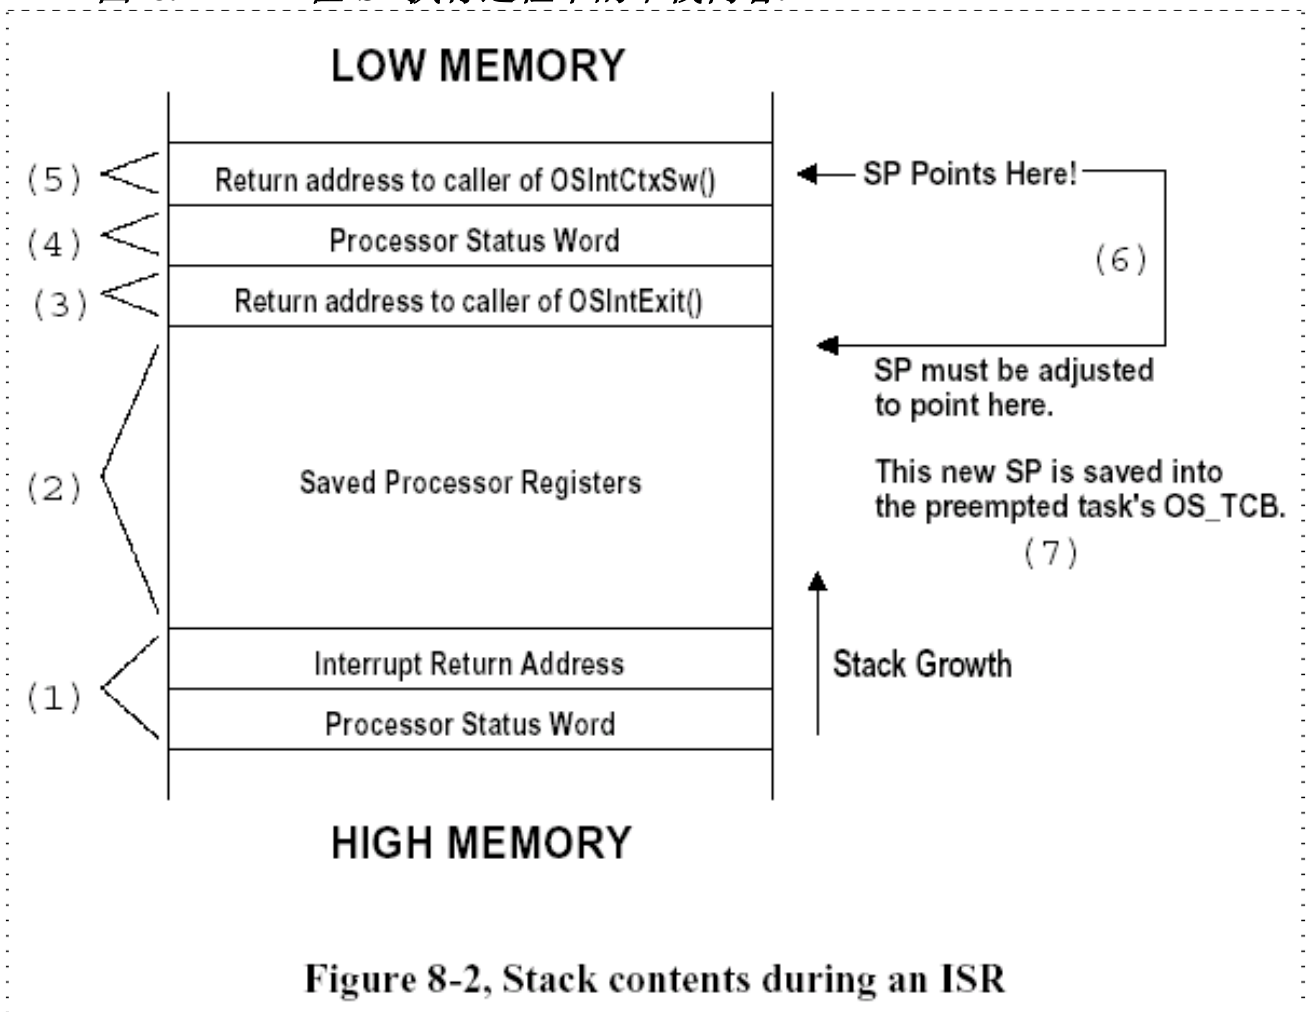 LOW MEMORY
(5)
Return address to caller of OSIntCtxSw()
SP Points Here!
(4)
Processor Status Word
(6)
(3)
Return address to caller of OSIntExit()
SP must be adjusted
to point here.
(2)
Saved Processor Registers
This new SP is saved into
the preempted task's OS_TCB.
(7)
(1)
Interrupt Return Address
Stack Growth
Processor Status Word
HIGH MEMORY
Figure 8-2, Stack contents during an ISR